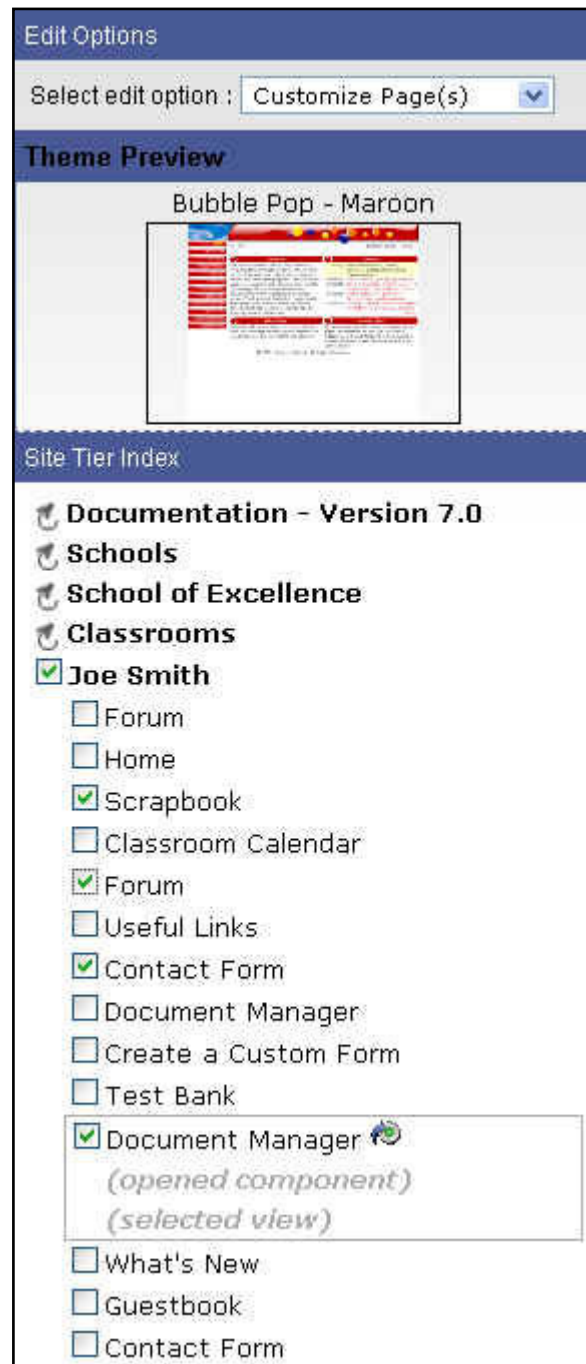 Edit Options
Select edit option : Customize Page(s)
Theme Preview
Bubble Pop - Maroon
Site Tier Index
Documentation - Version 7.0
Schools
School of Excellence
Classrooms
Joe Smith
Forum
Home
Scrapbook
Classroom Calendar
Forum
Useful Links
Contact Form
Document Manager
Create a Custom Form
Test Bank
Document Manager
(opened component)
(selected view)
What's New
Guestbook
Contact Form